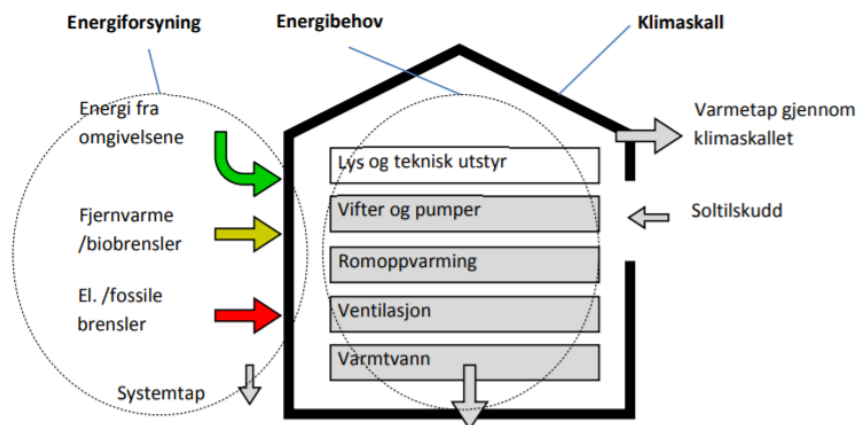 Energiforsyning
Energibehov
Klimaskall
Energi fra
omgivelsene
Fjernvarme
/biobrensler
El. /fossile
brensler
Systemtap
Lys og teknisk utstyr
Vifter og pumper
Romoppvarming
Ventilasjon
Varmtvann
Varmetap gjennom
klimaskallet
Soltilskudd